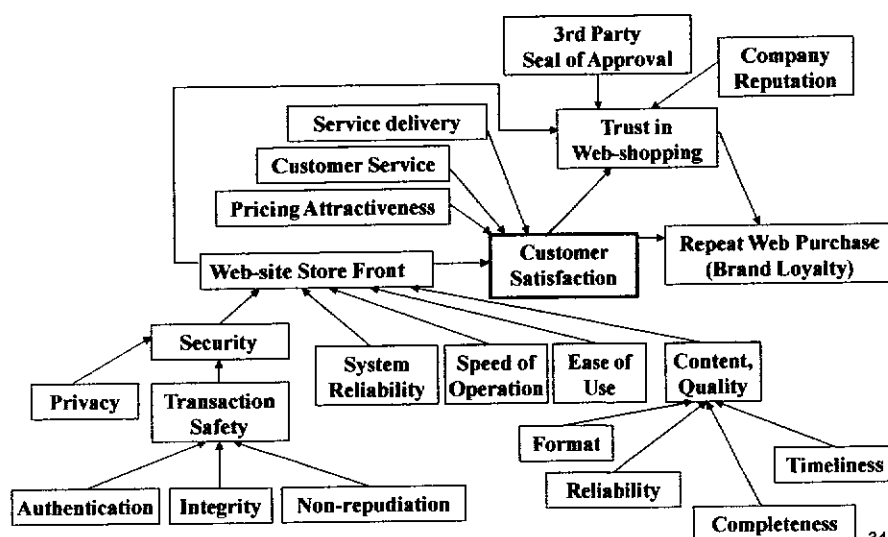 3rd Party
Seal of Approval
Company
Reputation
Service delivery
Trust in
Web-shopping
Customer Service
Pricing Attractiveness
Customer
Satisfaction
Repeat Web Purchase
(Brand Loyalty)
Web-site Store Front
Security
System
Reliability
Speed of
Operation
Ease of
Use
Content,
Quality
Privacy
Transaction
Safety
Format
Timeliness
Reliability
Authentication
Integrity
Non-repudiation
Completeness